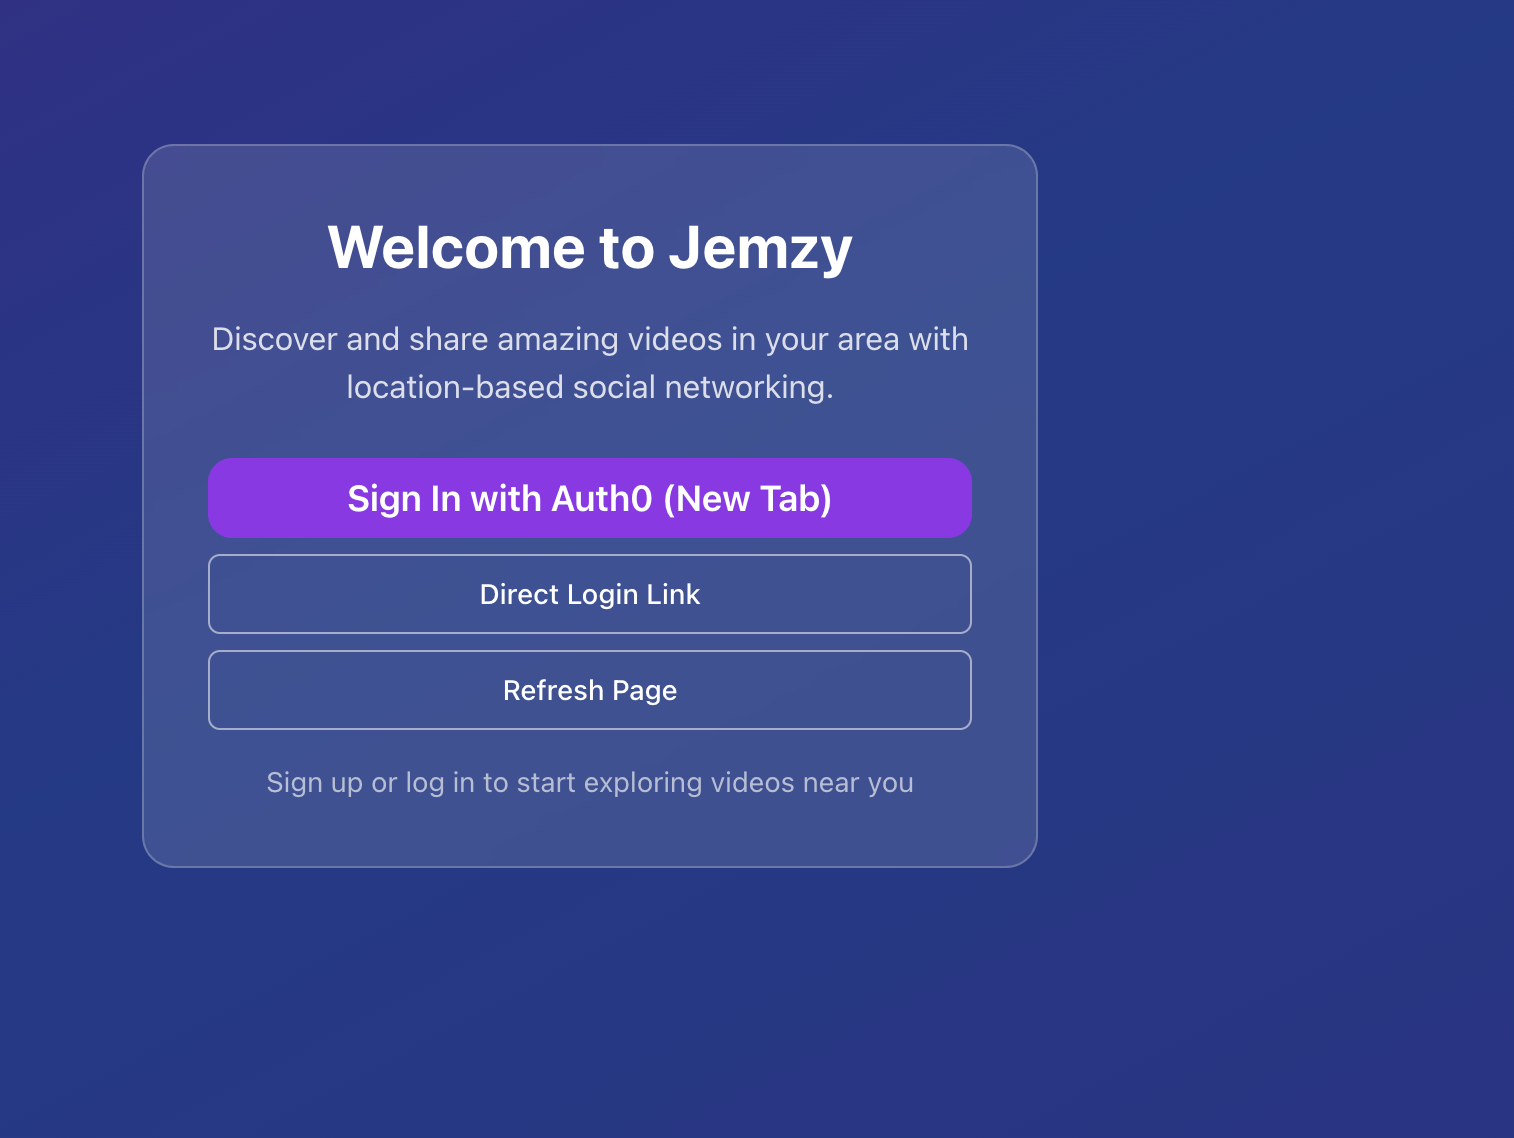 Welcome to Jemzy
Discover and share amazing videos in your area with
location-based social networking.
Sign In with Auth0 (New Tab)
Direct Login Link
Refresh Page
Sign up or log in to start exploring videos near you